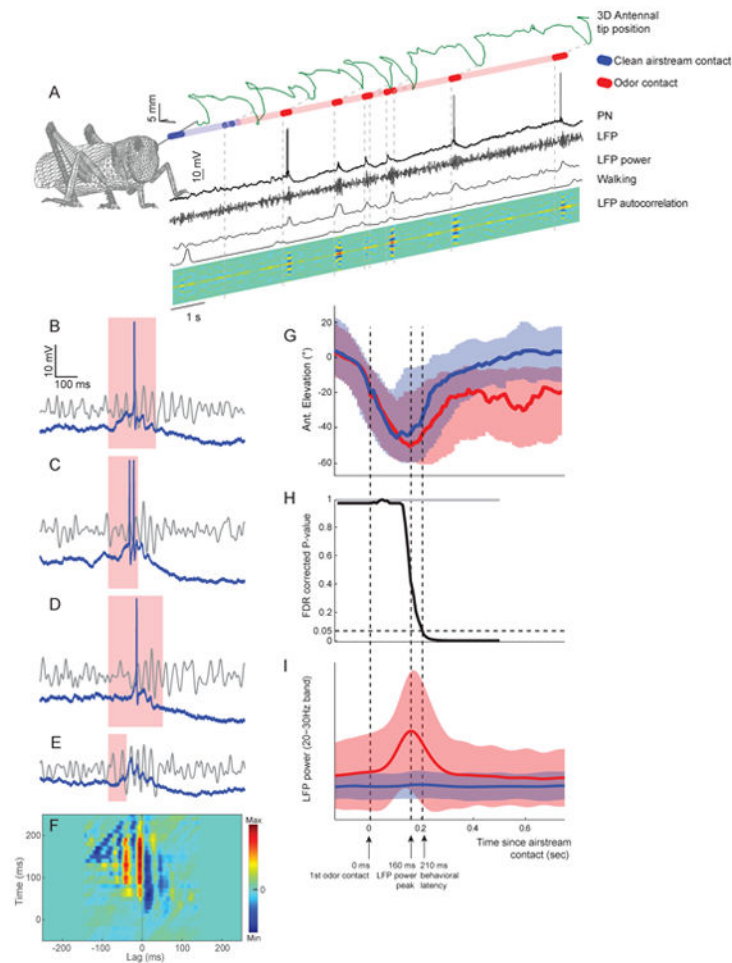 3D Antennal
tip position
Clean airstream contact
Odor contact
A
5 mm
10 mV
PN
LFP
LFP power
Walking
LFP autocorrelation
1 s
B
10 mV
100 ms
C
D
E
F
200
100
0
Time (ms)
-200
-100
0
100
200
Lag (ms)
Max
0
Min
G
20
0
-20
-40
-60
Ant. Elevation (°)
H
1
0.8
0.6
0.4
0.2
0.05
0
FDR corrected P-value
I
LFP power (20–30Hz band)
0
0.2
0.4
0.6
Time since airstream
contact (sec)
0 ms
1st odor contact
160 ms
LFP power
peak
210 ms
behavioral
latency